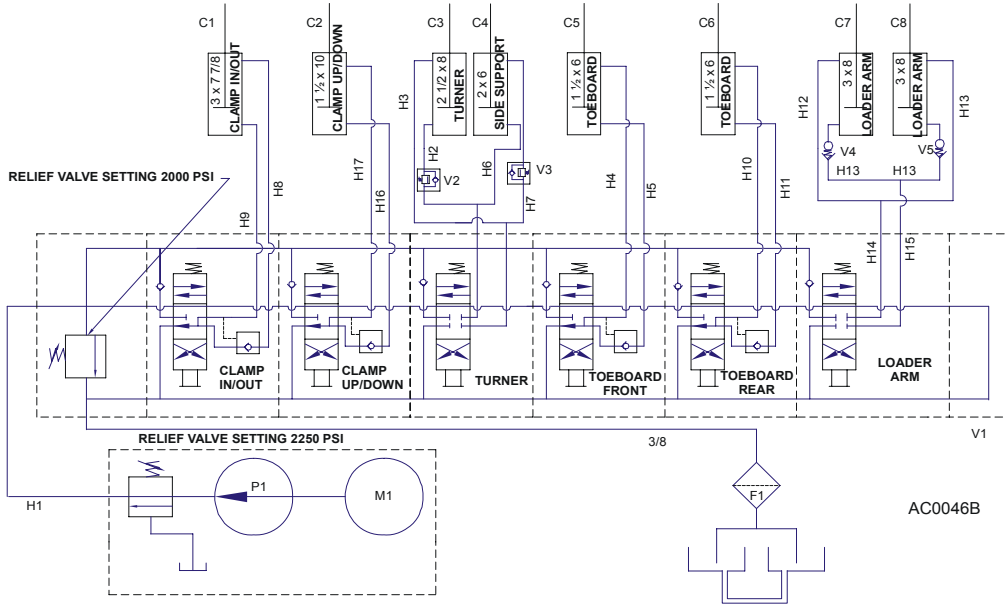 C1
C2
C3
C4
C5
C6
C7
C8
3 x 7 7/8
CLAMP IN/OUT
1 ½ x 10
CLAMP UP/DOWN
2 1/2 x 8
TURNER
2 x 6
SIDE SUPPORT
1 ½ x 6
TOEBOARD
1 ½ x 6
TOEBOARD
3 x 8
LOADER ARM
3 x 8
LOADER ARM
H3
H12
H13
H2
H6
V4
V5
V2
V3
H13
H13
RELIEF VALVE SETTING 2000 PSI
H9
H8
H17
H16
H7
H4
H5
H10
H11
H14
H15
CLAMP
IN/OUT
CLAMP
UP/DOWN
TURNER
TOEBOARD
FRONT
TOEBOARD
REAR
LOADER
ARM
V1
RELIEF VALVE SETTING 2250 PSI
3/8
H1
P1
M1
F1
AC0046B